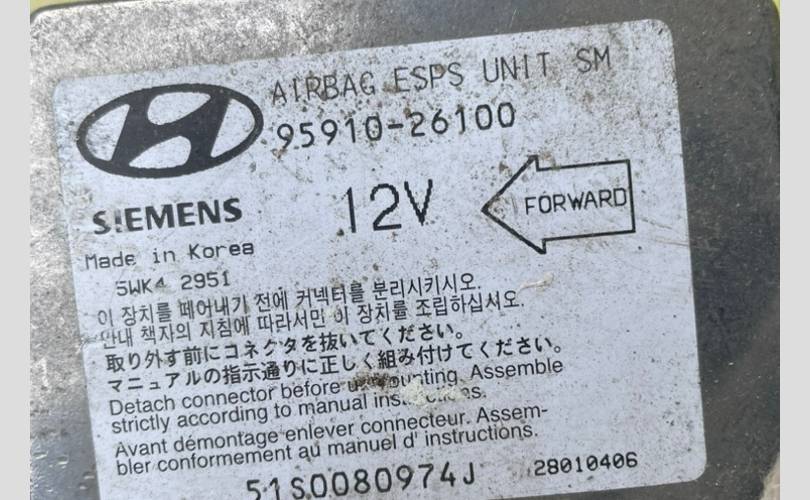 AIRBAG ESPS UNIT SM
95910-26100
SIEMENS
12V
FORWARD
Made in Korea
5WK4 2951
이 장치를 떼어내기 전에 커넥터를 분리시키시오.
안내 책자의 지침에 따라서만 이 장치를 조립하십시오.
取り外す前にコネクタを抜いてください。
マニュアルの指示通りに正しく組み付けてください。
Detach connector before Assemble
strictly according to manual
Avant démontage enlever connecteur. Assem-
bler conformement au manuel d' instructions.
51S0080974J
28010406